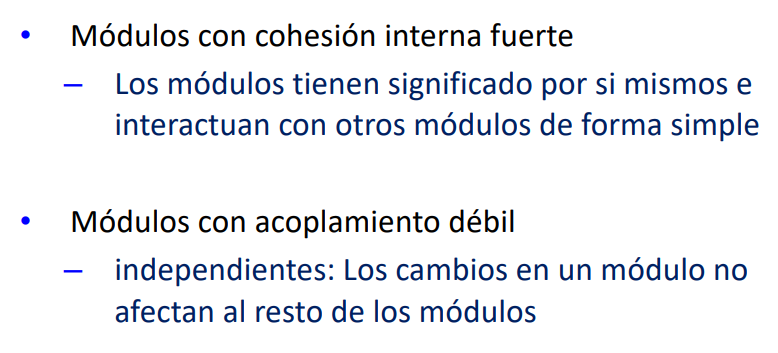 • Módulos con cohesión interna fuerte
– Los módulos tienen significado por si mismos e
interactuan con otros módulos de forma simple
• Módulos con acoplamiento débil
– independientes: Los cambios en un módulo no
afectan al resto de los módulos